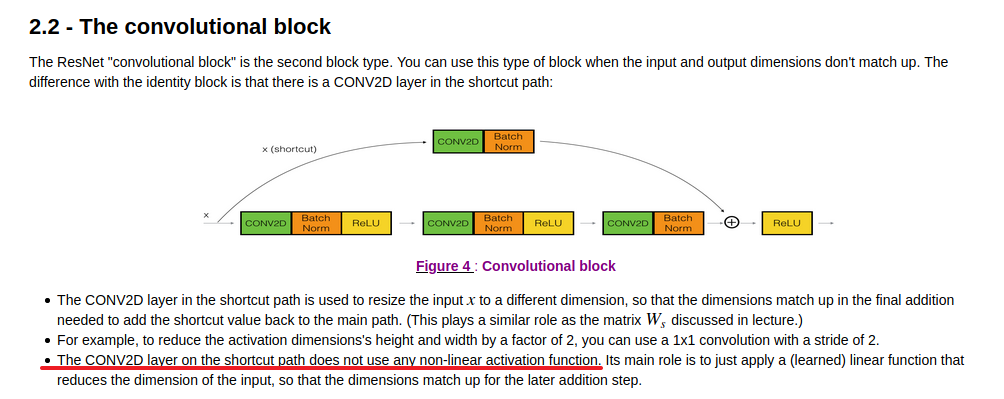 2.2 - The convolutional block
The ResNet "convolutional block" is the second block type. You can use this type of block when the input and output dimensions don't match up. The
difference with the identity block is that there is a CONV2D layer in the shortcut path:
CONV2D Batch Norm
x (shortcut)
x
CONV2D Batch Norm ReLU CONV2D Batch Norm ReLU CONV2D Batch Norm + ReLU
Figure 4 : Convolutional block
• The CONV2D layer in the shortcut path is used to resize the input x to a different dimension, so that the dimensions match up in the final addition
needed to add the shortcut value back to the main path. (This plays a similar role as the matrix W_s discussed in lecture.)
• For example, to reduce the activation dimensions's height and width by a factor of 2, you can use a 1x1 convolution with a stride of 2.
• The CONV2D layer on the shortcut path does not use any non-linear activation function. Its main role is to just apply a (learned) linear function that
reduces the dimension of the input, so that the dimensions match up for the later addition step.